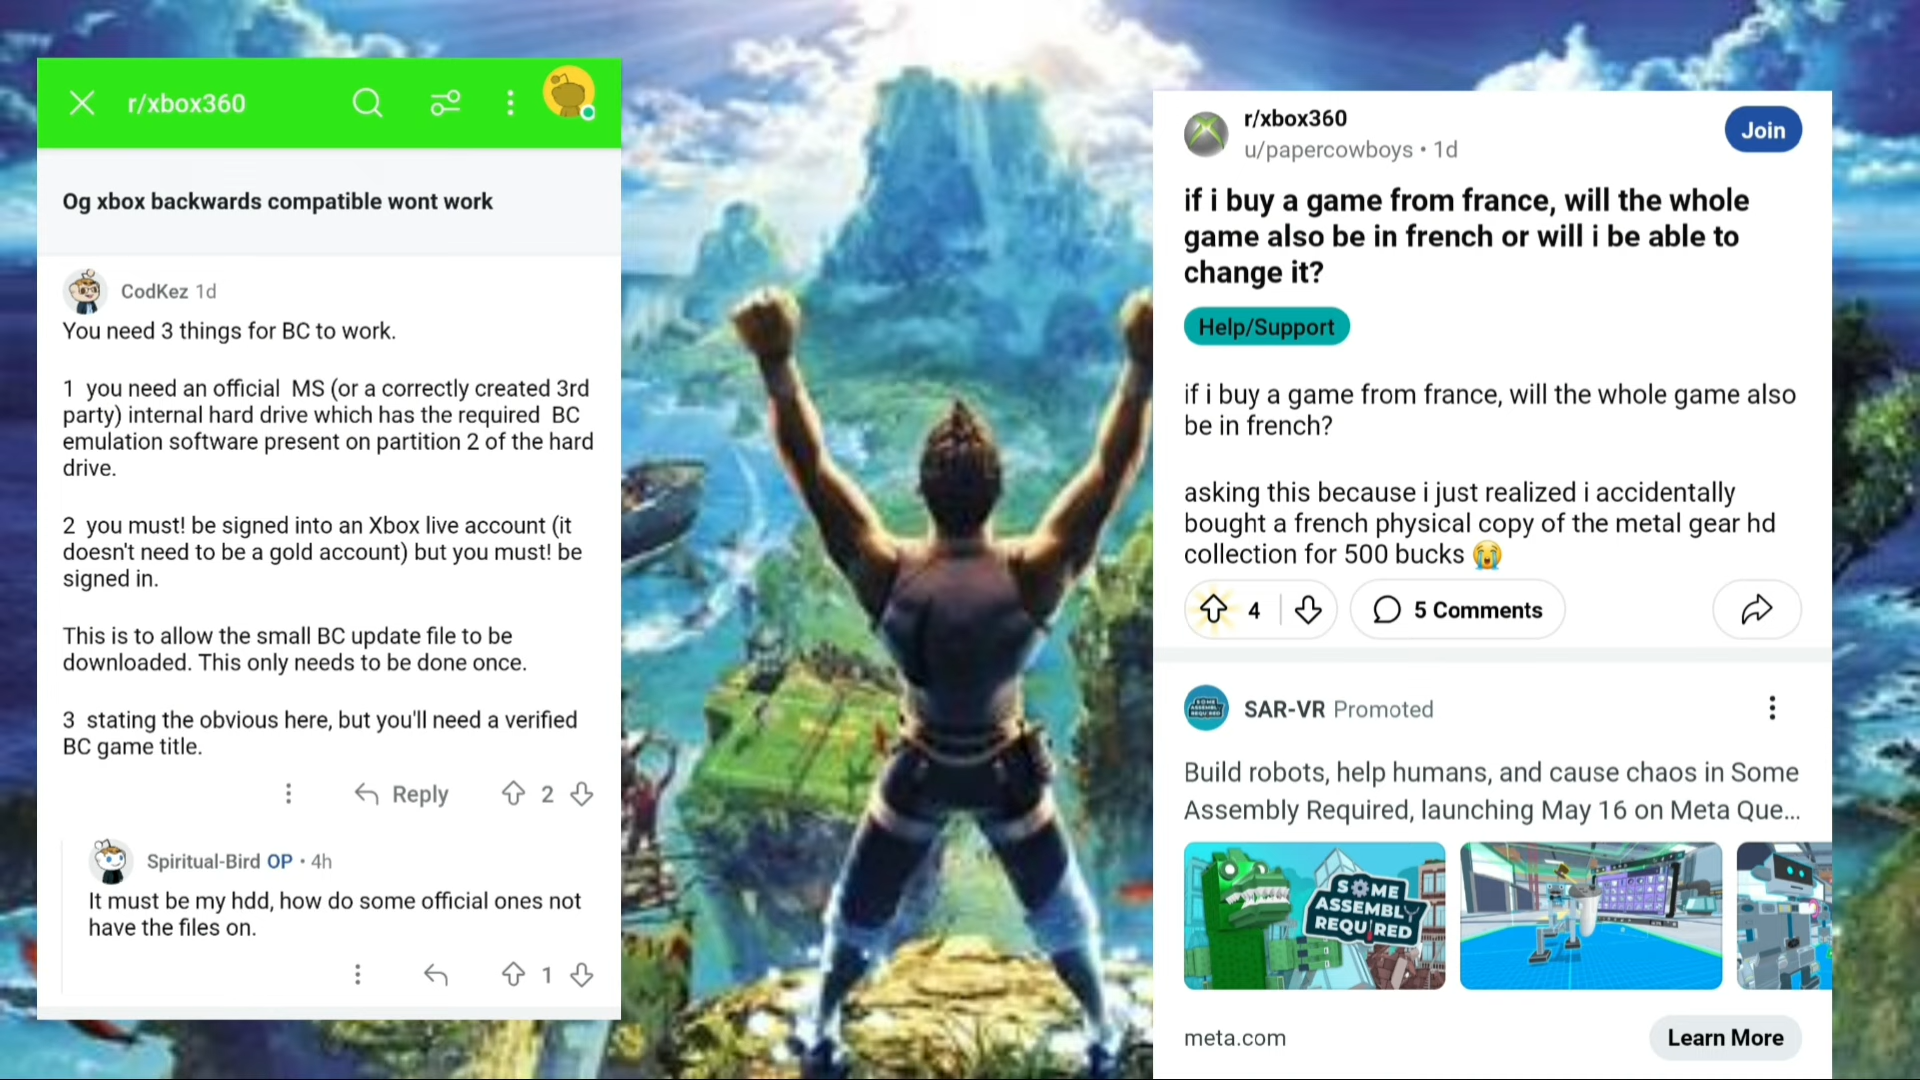 r/xbox360
Og xbox backwards compatible wont work
CodKez 1d
You need 3 things for BC to work.
1 you need an official MS (or a correctly created 3rd
party) internal hard drive which has the required BC
emulation software present on partition 2 of the hard
drive.
2 you must! be signed into an Xbox live account (it
doesn't need to be a gold account) but you must! be
signed in.
This is to allow the small BC update file to be
downloaded. This only needs to be done once.
3 stating the obvious here, but you'll need a verified
BC game title.
Reply 2
Spiritual-Bird OP • 4h
It must be my hdd, how do some official ones not
have the files on.
1
r/xbox360
u/papercowboys • 1d
Join
if i buy a game from france, will the whole
game also be in french or will i be able to
change it?
Help/Support
if i buy a game from france, will the whole game also
be in french?
asking this because i just realized i accidentally
bought a french physical copy of the metal gear hd
collection for 500 bucks 😭
4 5 Comments
SAR-VR Promoted
Build robots, help humans, and cause chaos in Some
Assembly Required, launching May 16 on Meta Que...
SOME
ASSEMBLY
REQUIRED
meta.com
Learn More